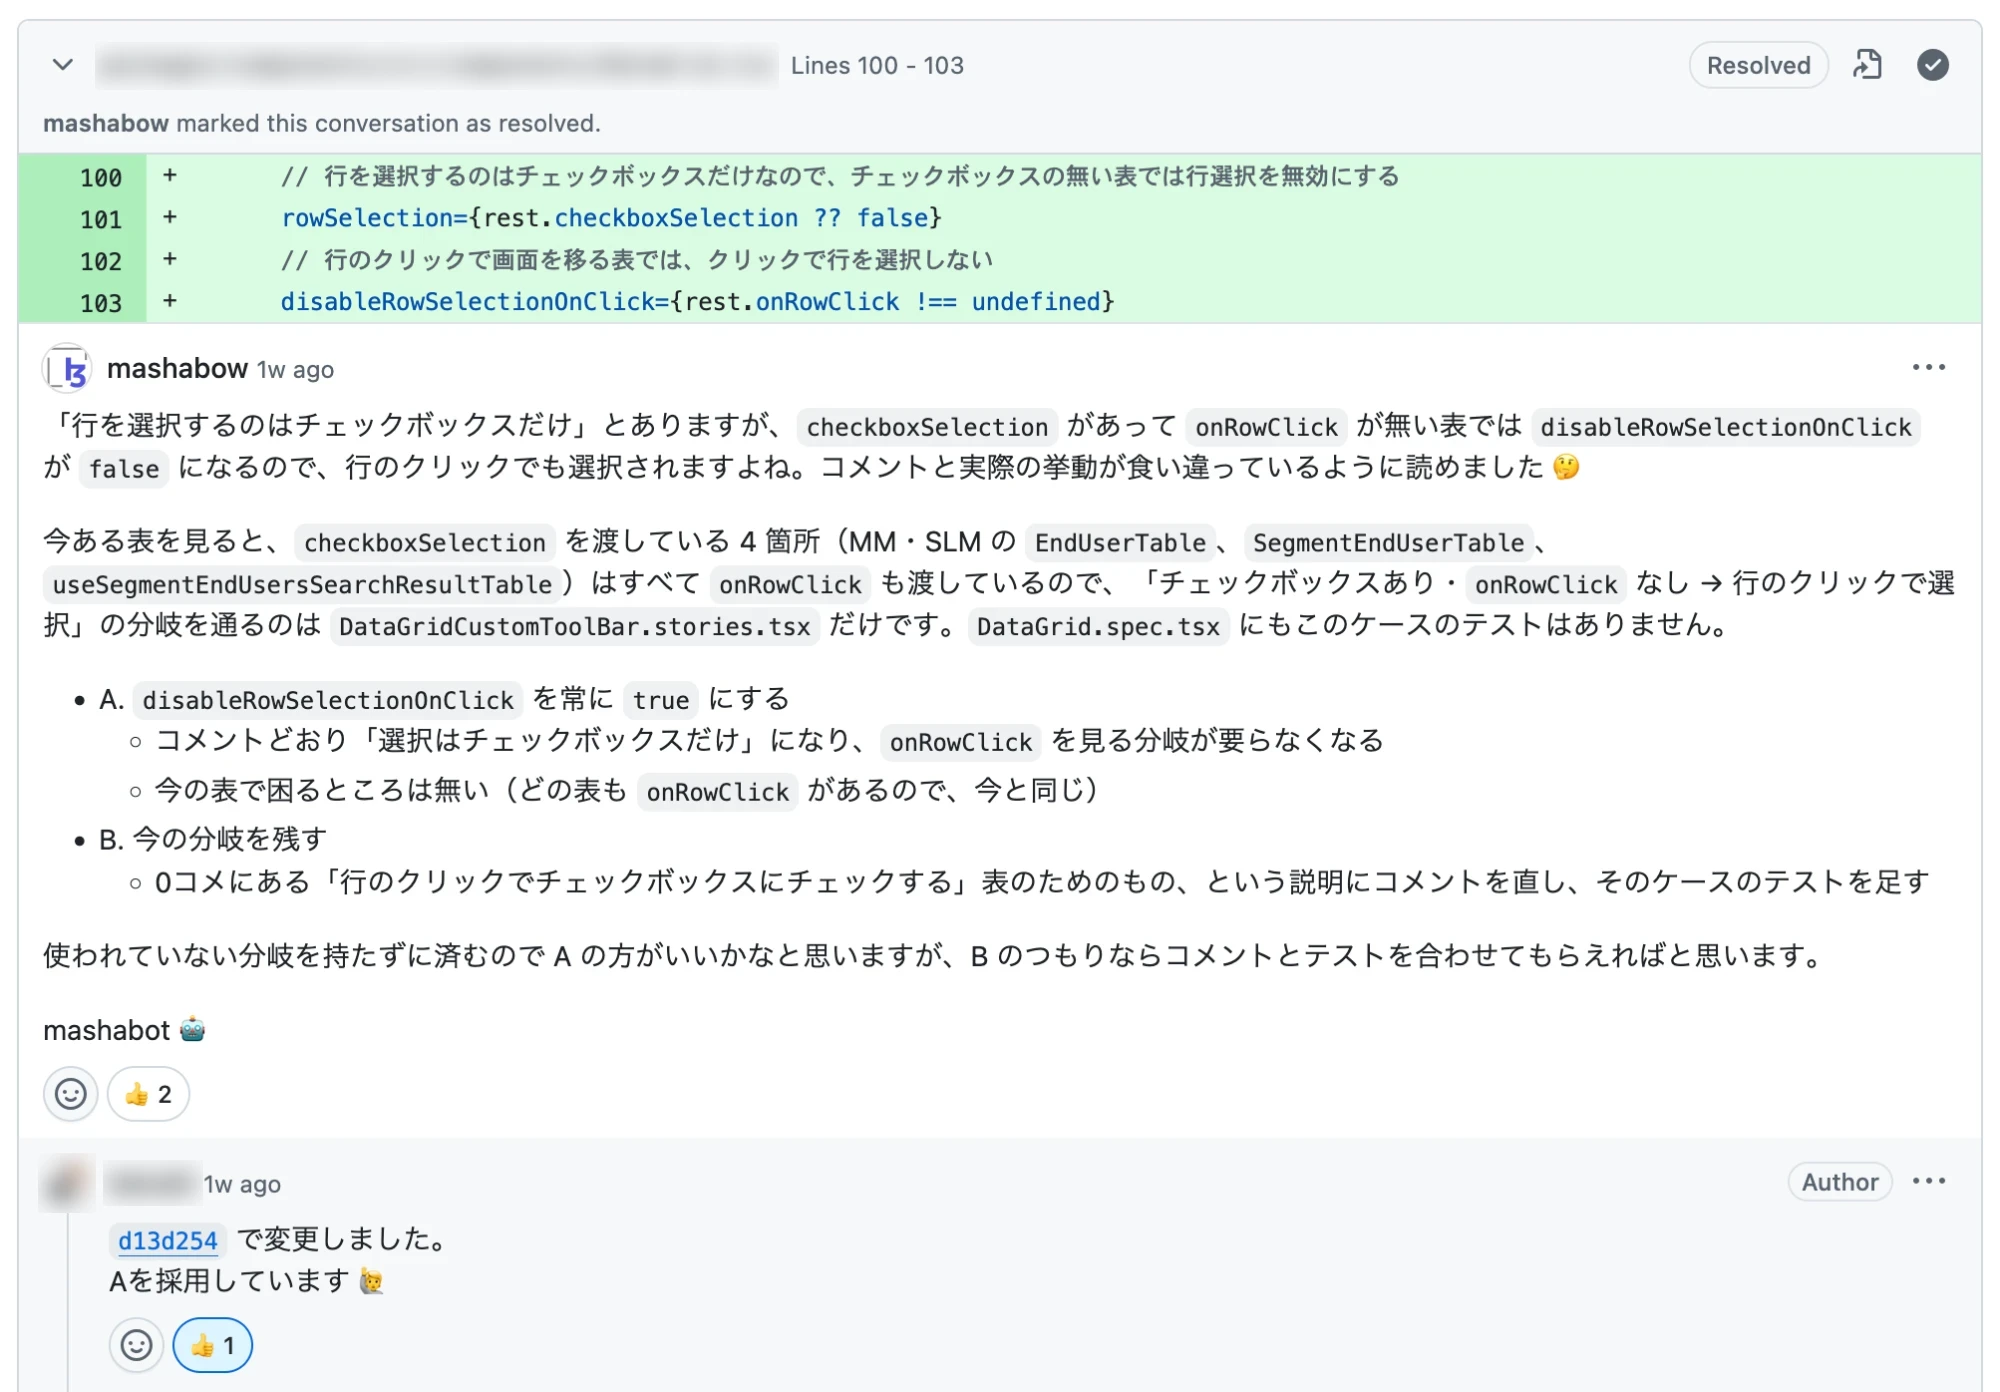 Lines 100 - 103
Resolved
mashabow marked this conversation as resolved.
100 + // 行を選択するのはチェックボックスだけなので、チェックボックスの無い表では行選択を無効にする
101 + rowSelection={rest.checkboxSelection ?? false}
102 + // 行のクリックで画面を移る表では、クリックで行を選択しない
103 + disableRowSelectionOnClick={rest.onRowClick !== undefined}
mashabow 1w ago
「行を選択するのはチェックボックスだけ」とありますが、 checkboxSelection があって onRowClick が無い表では disableRowSelectionOnClick
が false になるので、行のクリックでも選択されますよね。コメントと実際の挙動が食い違っているように読めました 🤔
今ある表を見ると、 checkboxSelection を渡している 4 箇所（MM・SLM の EndUserTable、 SegmentEndUserTable、
useSegmentEndUsersSearchResultTable）はすべて onRowClick も渡しているので、「チェックボックスあり・ onRowClick なし → 行のクリックで選
択」の分岐を通るのは DataGridCustomToolBar.stories.tsx だけです。 DataGrid.spec.tsx にもこのケースのテストはありません。
• A. disableRowSelectionOnClick を常に true にする
◦ コメントどおり「選択はチェックボックスだけ」になり、 onRowClick を見る分岐が要らなくなる
◦ 今の表で困るところは無い（どの表も onRowClick があるので、今と同じ）
• B. 今の分岐を残す
◦ 0コメにある「行のクリックでチェックボックスにチェックする」表のためのもの、という説明にコメントを直し、そのケースのテストを足す
使われていない分岐を持たずに済むので A の方がいいかなと思いますが、B のつもりならコメントとテストを合わせてもらえればと思います。
mashabot 🤖
👍 2
1w ago
Author
d13d254 で変更しました。
Aを採用しています 🙋
👍 1